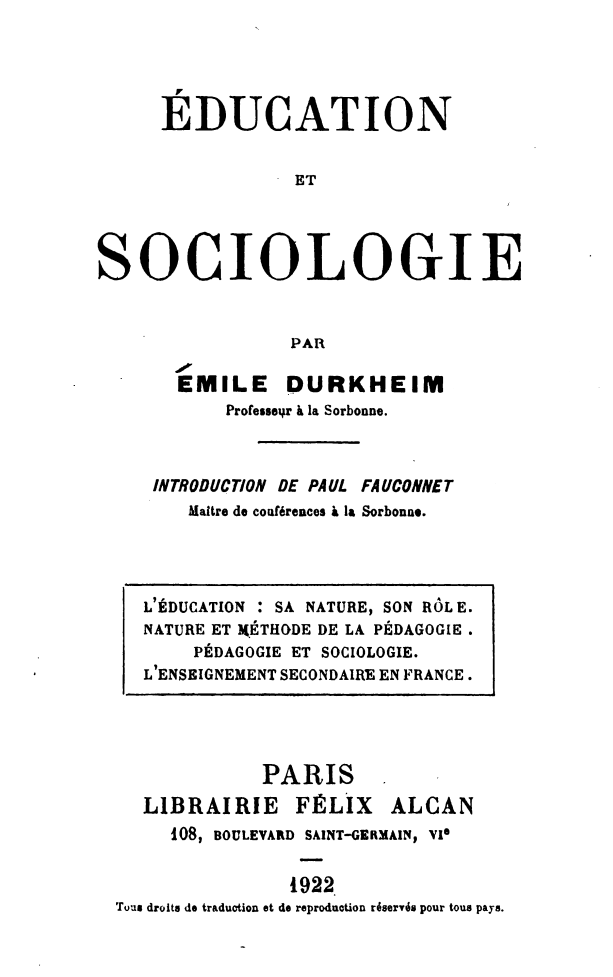 ÉDUCATION
ET
SOCIOLOGIE
PAR
ÉMILE DURKHEIM
Professeur à la Sorbonne.
INTRODUCTION DE PAUL FAUCONNET
Maître de conférences à la Sorbonne.
L'ÉDUCATION : SA NATURE, SON RÔLE.
NATURE ET MÉTHODE DE LA PÉDAGOGIE.
PÉDAGOGIE ET SOCIOLOGIE.
L'ENSEIGNEMENT SECONDAIRE EN FRANCE.
PARIS
LIBRAIRIE FÉLIX ALCAN
108, BOULEVARD SAINT-GERMAIN, VIe
1922
Tous droits de traduction et de reproduction réservés pour tous pays.